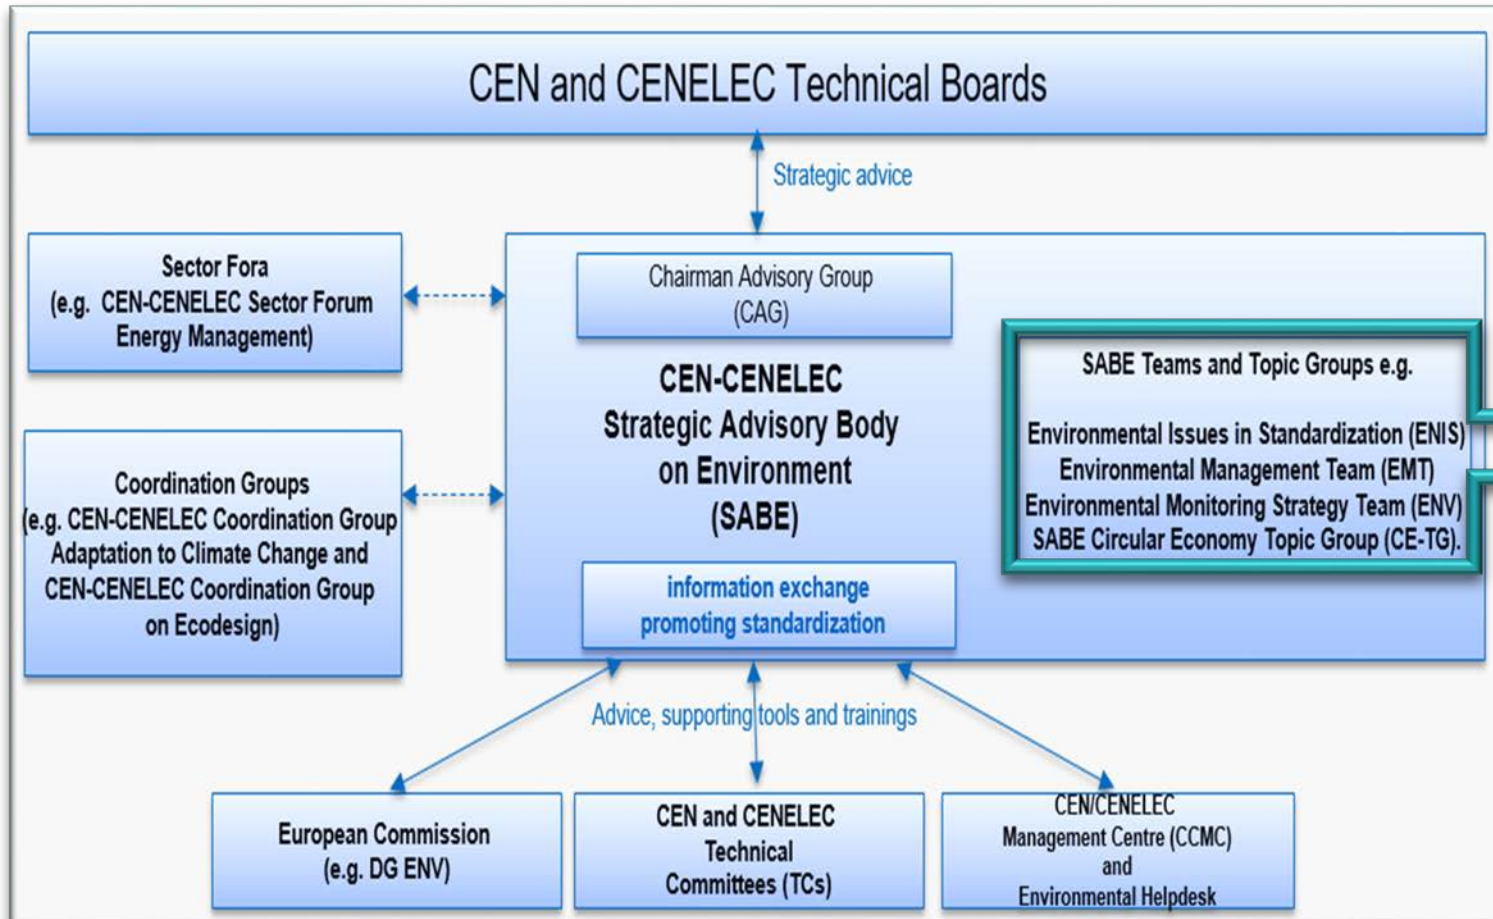 CEN and CENELEC Technical Boards
Strategic advice
Sector Fora
(e.g. CEN-CENELEC Sector Forum
Energy Management)
Coordination Groups
(e.g. CEN-CENELEC Coordination Group
Adaptation to Climate Change and
CEN-CENELEC Coordination Group
on Ecodesign)
Chairman Advisory Group
(CAG)
CEN-CENELEC
Strategic Advisory Body
on Environment
(SABE)
information exchange
promoting standardization
SABE Teams and Topic Groups e.g.
Environmental Issues in Standardization (ENIS)
Environmental Management Team (EMT)
Environmental Monitoring Strategy Team (ENV)
SABE Circular Economy Topic Group (CE-TG).
Advice, supporting tools and trainings
European Commission
(e.g. DG ENV)
CEN and CENELEC
Technical
Committees (TCs)
CEN/CENELEC
Management Centre (CCMC)
and
Environmental Helpdesk